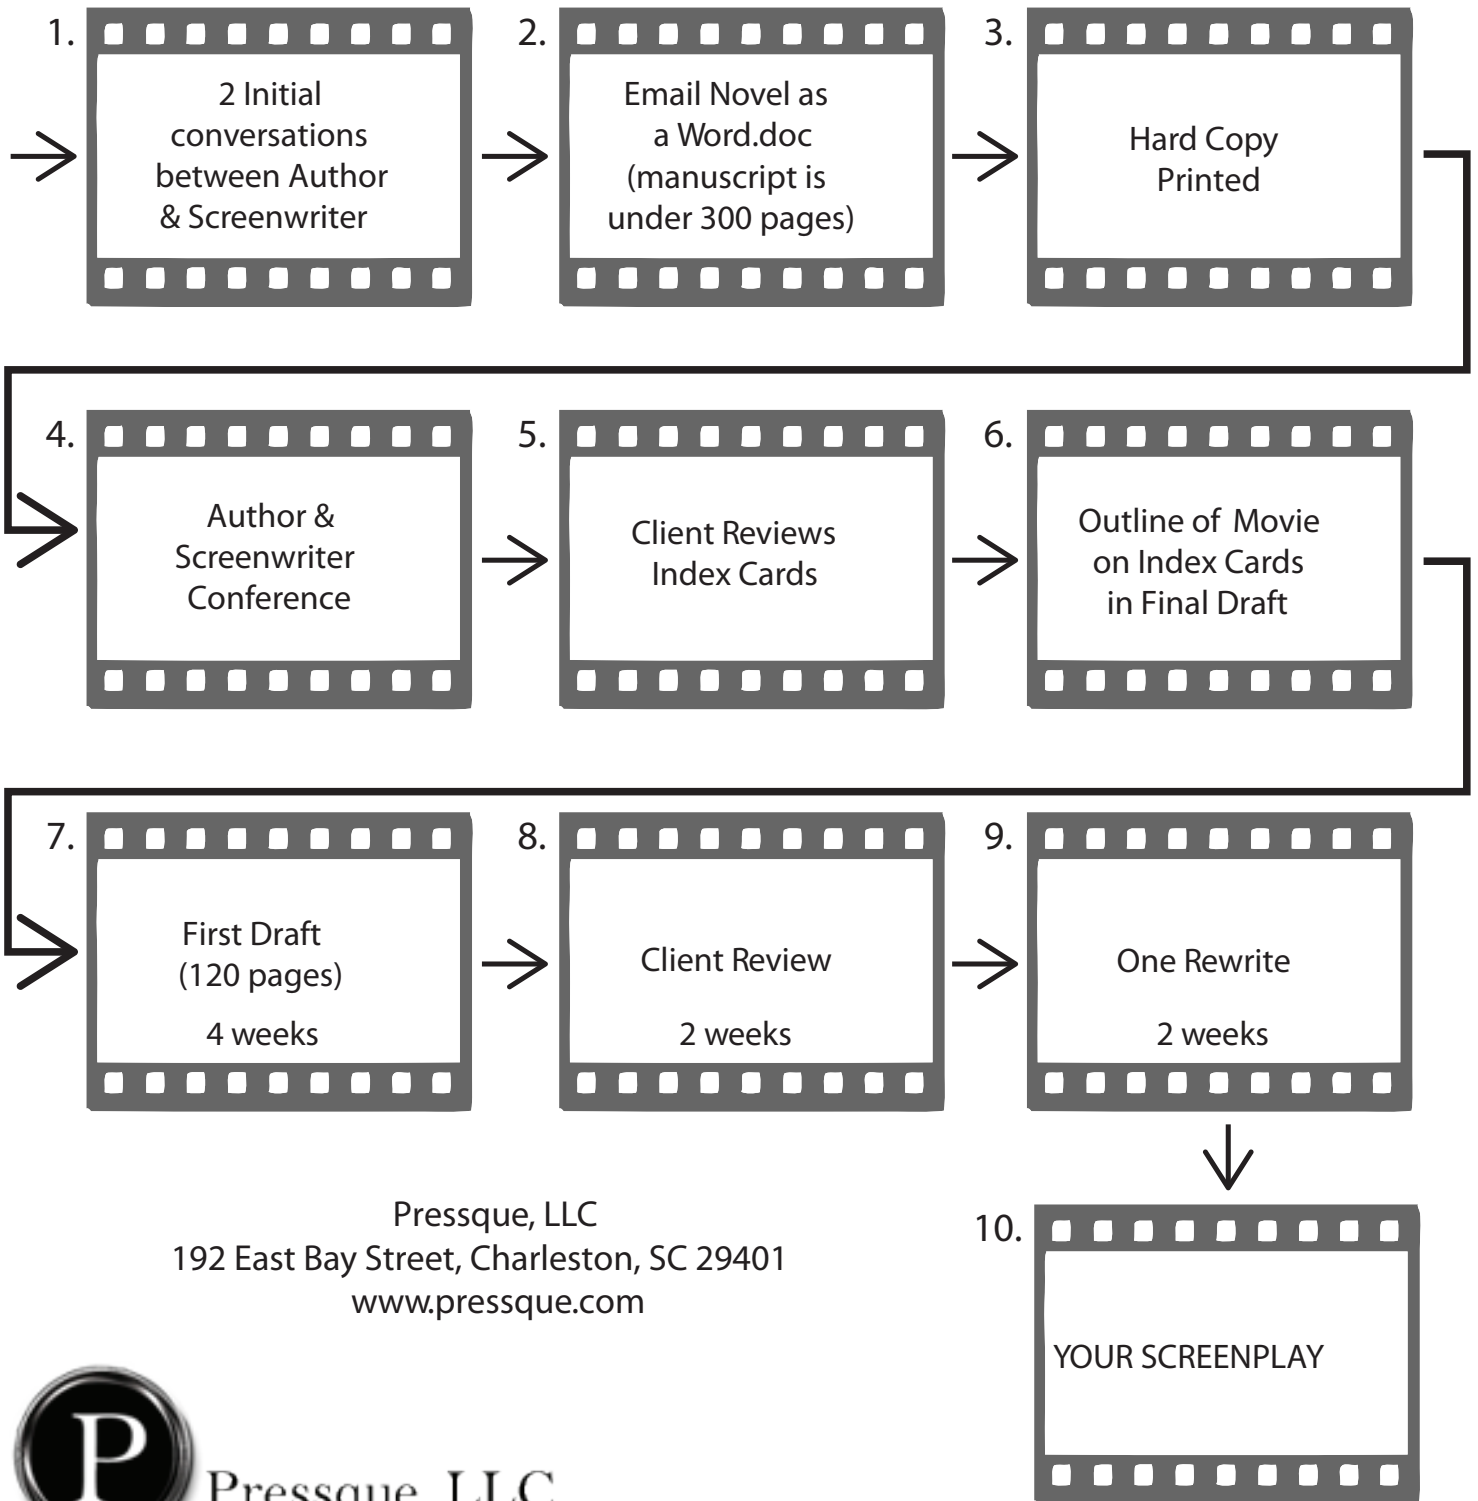 1.
2 Initial
conversations
between Author
& Screenwriter
2.
Email Novel as
a Word.doc
(manuscript is
under 300 pages)
3.
Hard Copy
Printed
4.
Author &
Screenwriter
Conference
5.
Client Reviews
Index Cards
6.
Outline of Movie
on Index Cards
in Final Draft
7.
First Draft
(120 pages)
4 weeks
8.
Client Review
2 weeks
9.
One Rewrite
2 weeks
10.
YOUR SCREENPLAY
Pressque, LLC
192 East Bay Street, Charleston, SC 29401
www.pressque.com
P
Pressque, LLC